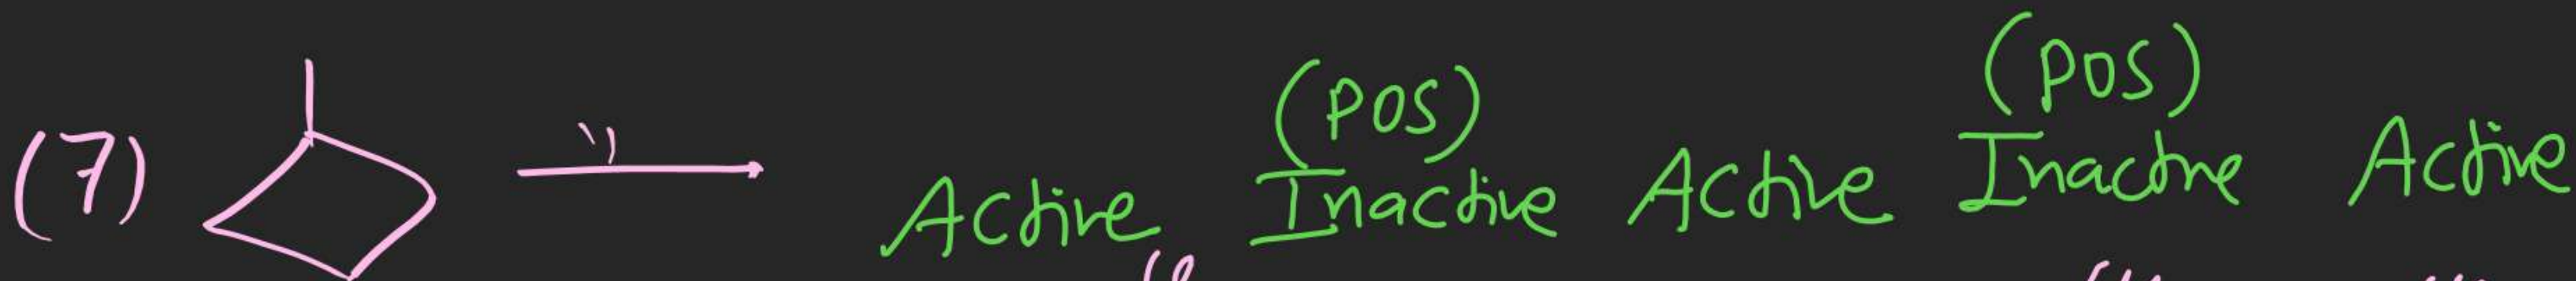 (POS) (POS)
(7) " Active Inactive Active Inactive Active